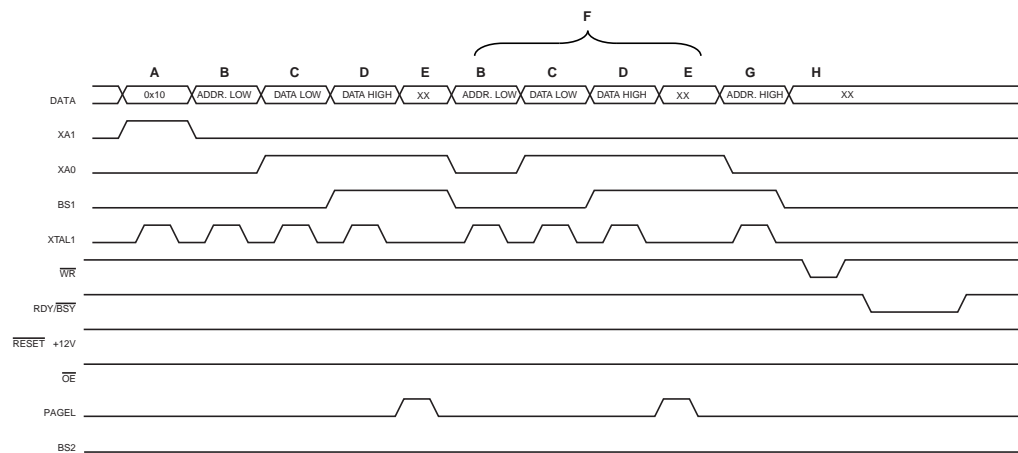 F
A B C D E B C D E G H
DATA 0x10 ADDR. LOW DATA LOW DATA HIGH XX ADDR. LOW DATA LOW DATA HIGH XX ADDR. HIGH XX
XA1
XA0
BS1
XTAL1
WR
RDY/BSY
RESET +12V
OE
PAGEL
BS2